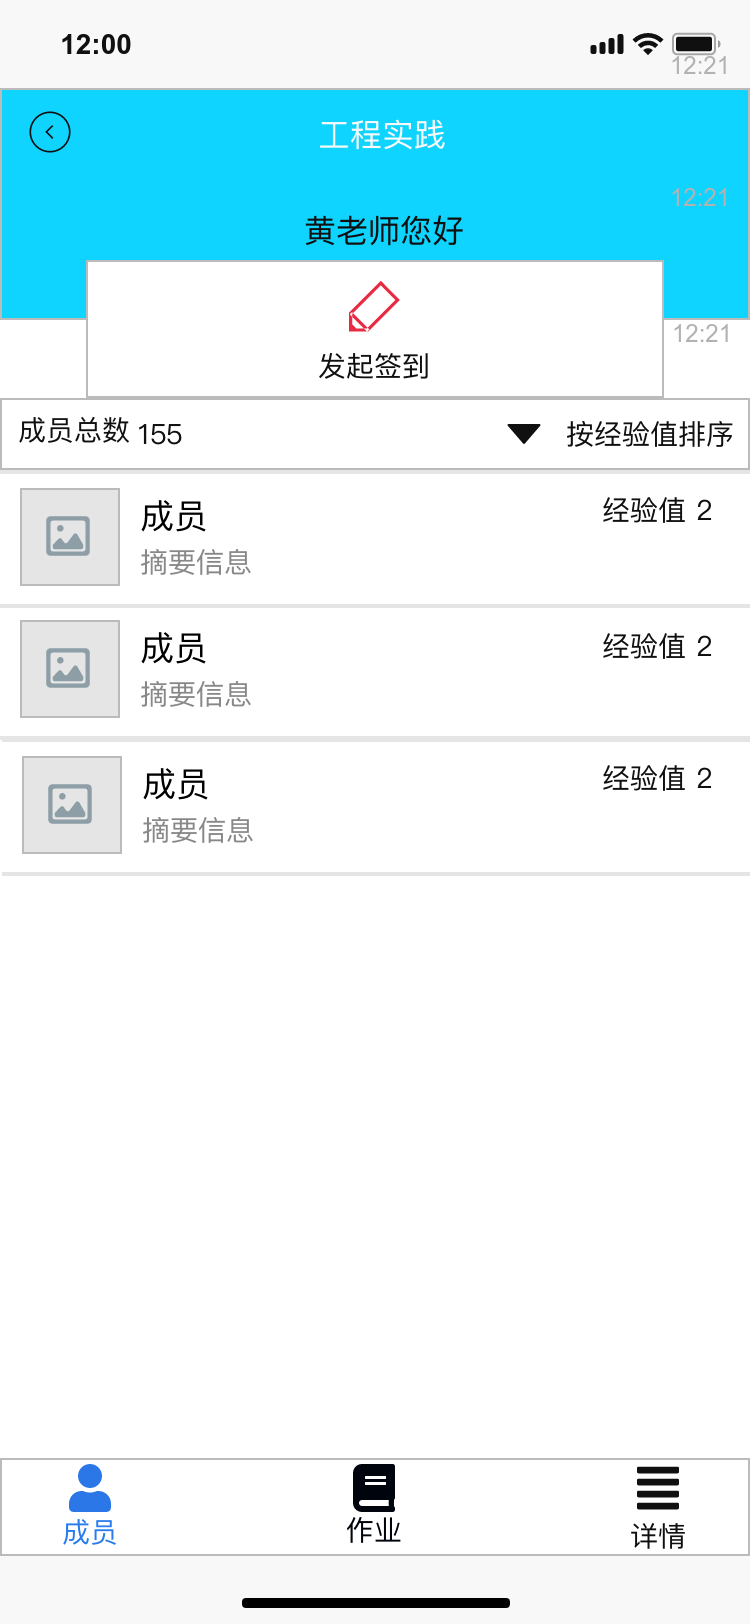 12:00
12:21
工程实践
12:21
黄老师您好
12:21
发起签到
成员总数 155 按经验值排序
成员 经验值 2
摘要信息
成员 经验值 2
摘要信息
成员 经验值 2
摘要信息
成员 作业 详情